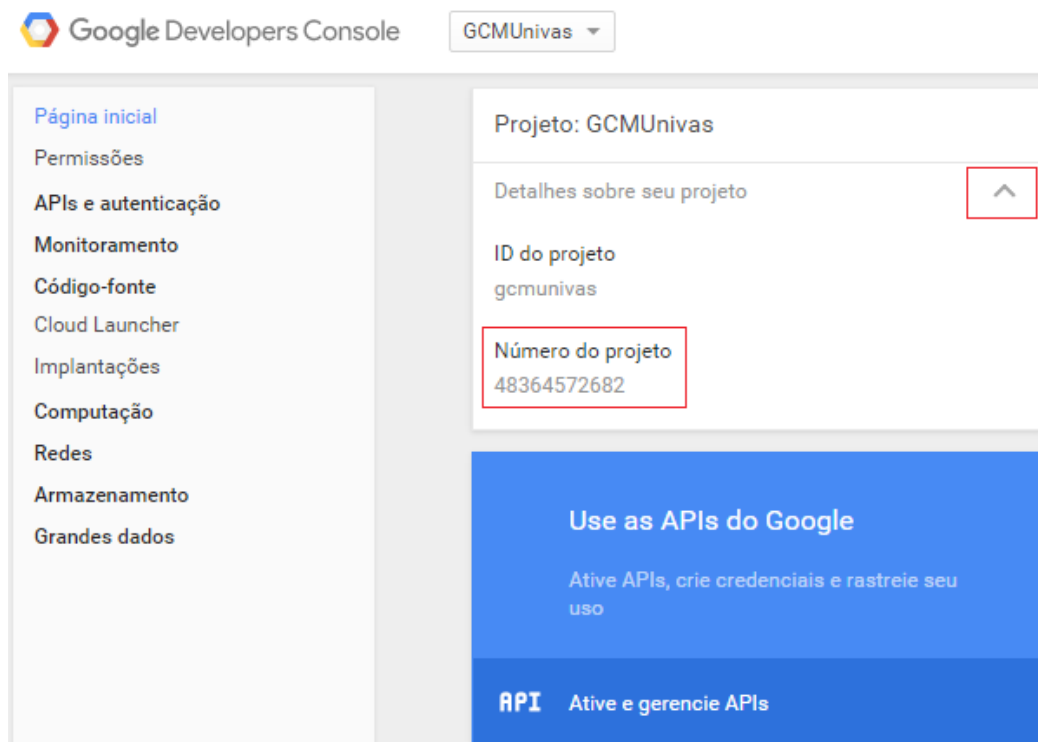 Google Developers Console
GCMUnivas
Página inicial
Permissões
APIs e autenticação
Monitoramento
Código-fonte
Cloud Launcher
Implantações
Computação
Redes
Armazenamento
Grandes dados
Projeto: GCMUnivas
Detalhes sobre seu projeto
ID do projeto
gcmunivas
Número do projeto
48364572682
Use as APIs do Google
Ative APIs, crie credenciais e rastreie seu
uso
API Ative e gerencie APIs